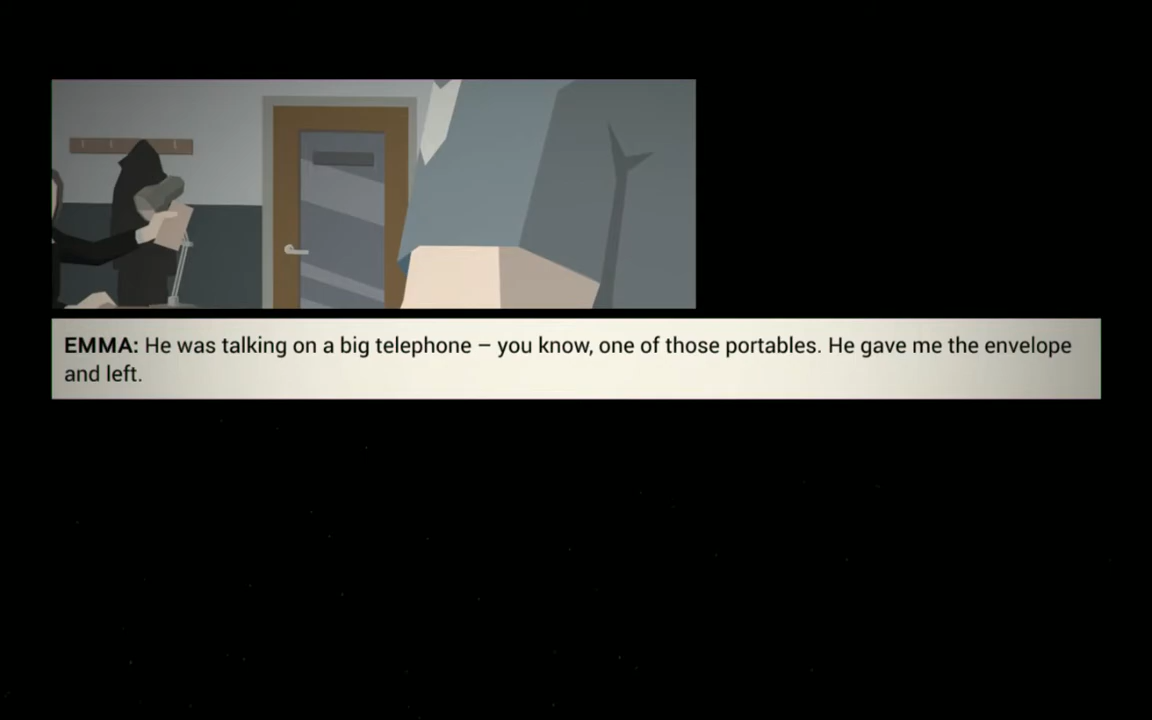 EMMA: He was talking on a big telephone – you know, one of those portables. He gave me the envelope
and left.